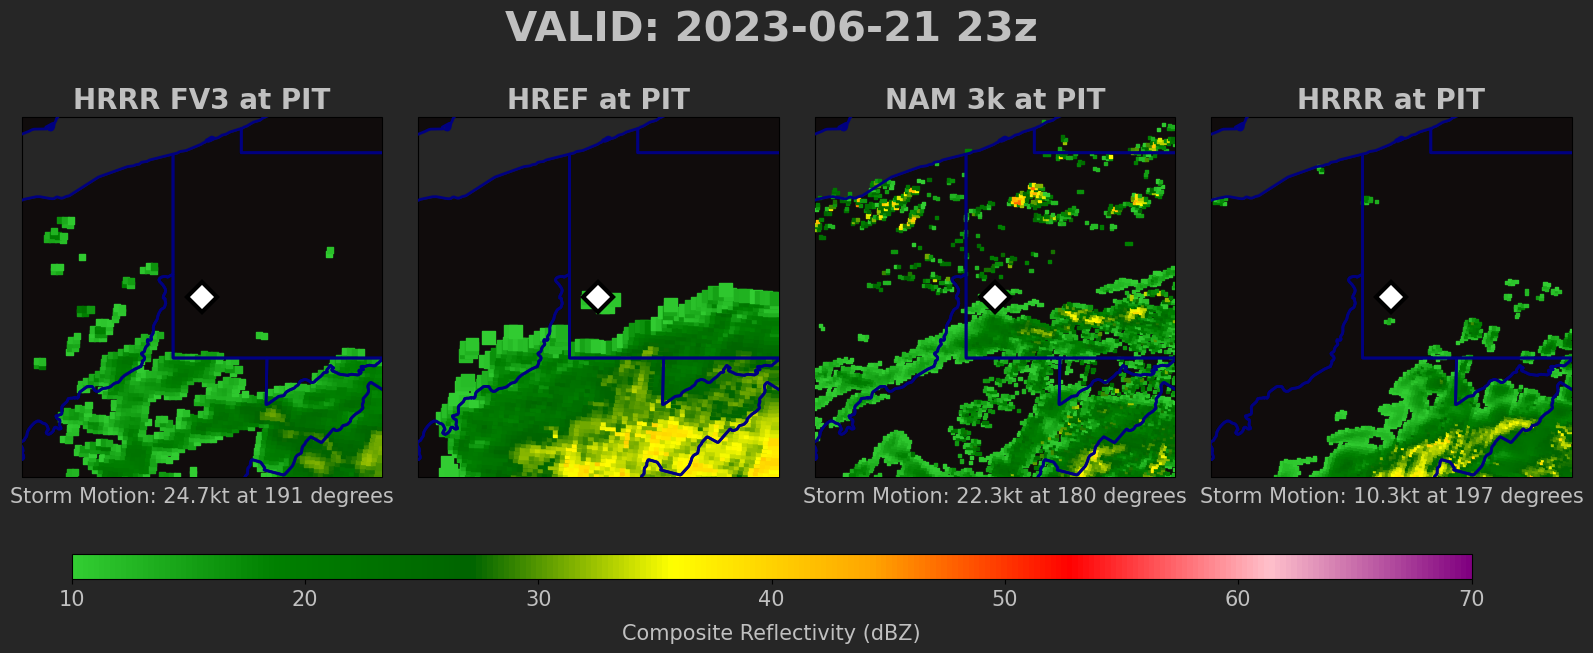 VALID: 2023-06-21 23z
HRRR FV3 at PIT
HREF at PIT
NAM 3k at PIT
HRRR at PIT
Storm Motion: 24.7kt at 191 degrees
Storm Motion: 22.3kt at 180 degrees
Storm Motion: 10.3kt at 197 degrees
10 20 30 40 50 60 70
Composite Reflectivity (dBZ)